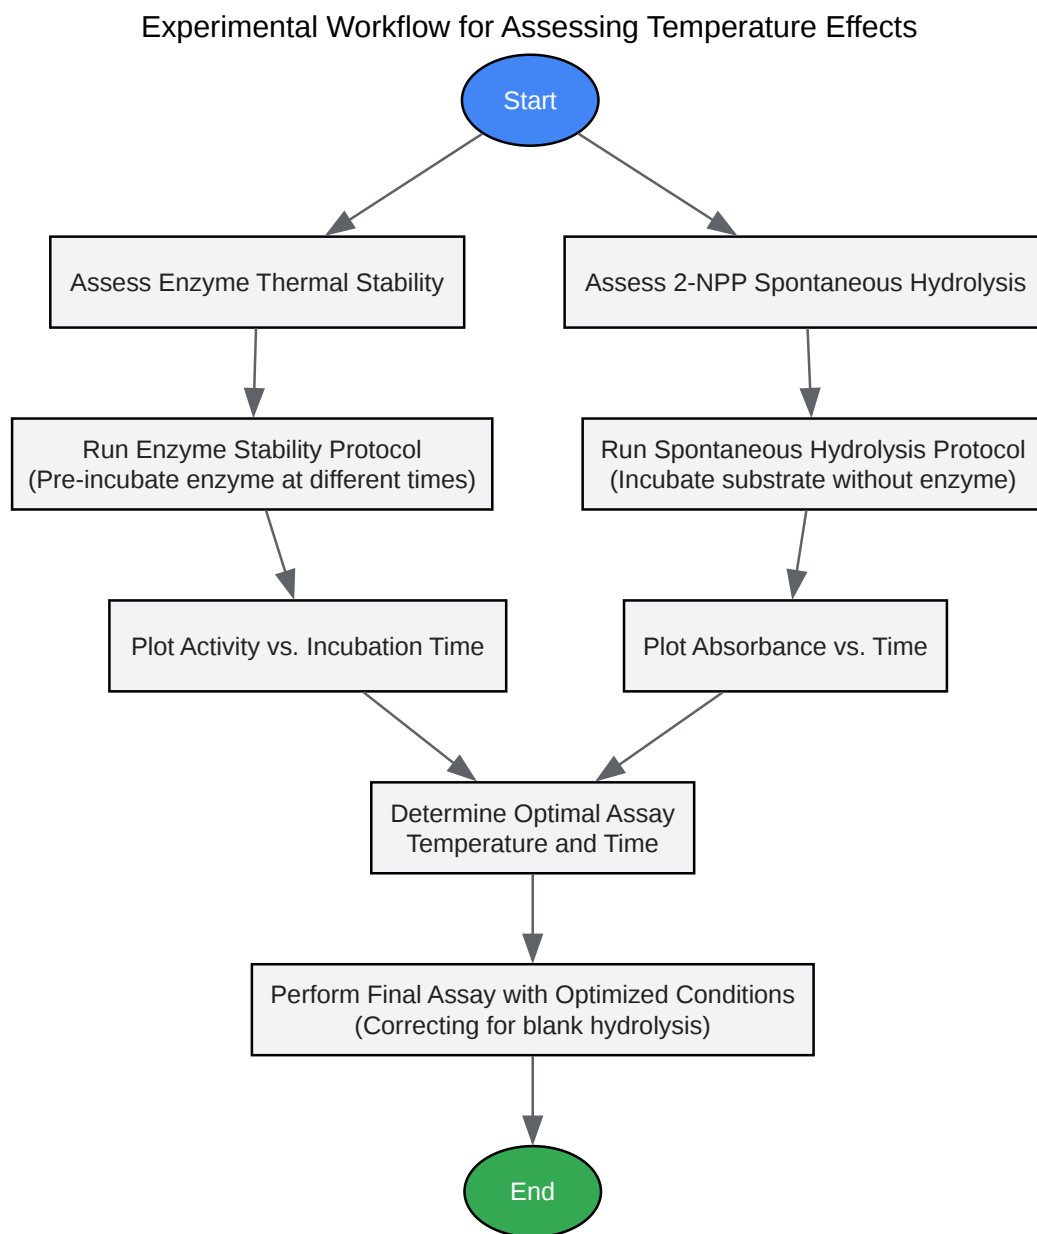 Experimental Workflow for Assessing Temperature Effects
Start
Assess Enzyme Thermal Stability
Assess 2-NPP Spontaneous Hydrolysis
Run Enzyme Stability Protocol
(Pre-incubate enzyme at different times)
Run Spontaneous Hydrolysis Protocol
(Incubate substrate without enzyme)
Plot Activity vs. Incubation Time
Plot Absorbance vs. Time
Determine Optimal Assay
Temperature and Time
Perform Final Assay with Optimized Conditions
(Correcting for blank hydrolysis)
End